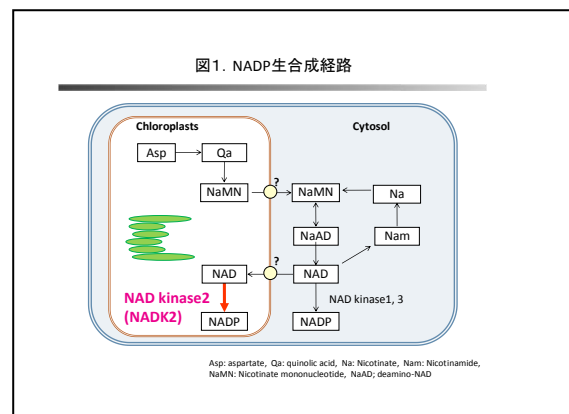 図1. NADP生合成経路
Chloroplasts
Cytosol
Asp
Qa
NaMN
?
NaMN
Na
NaAD
Nam
NAD
?
NAD
NAD kinase2
(NADK2)
NAD kinase1, 3
NADP
NADP
Asp: aspartate, Qa: quinolic acid, Na: Nicotinate, Nam: Nicotinamide,
NaMN: Nicotinate mononucleotide, NaAD; deamino-NAD